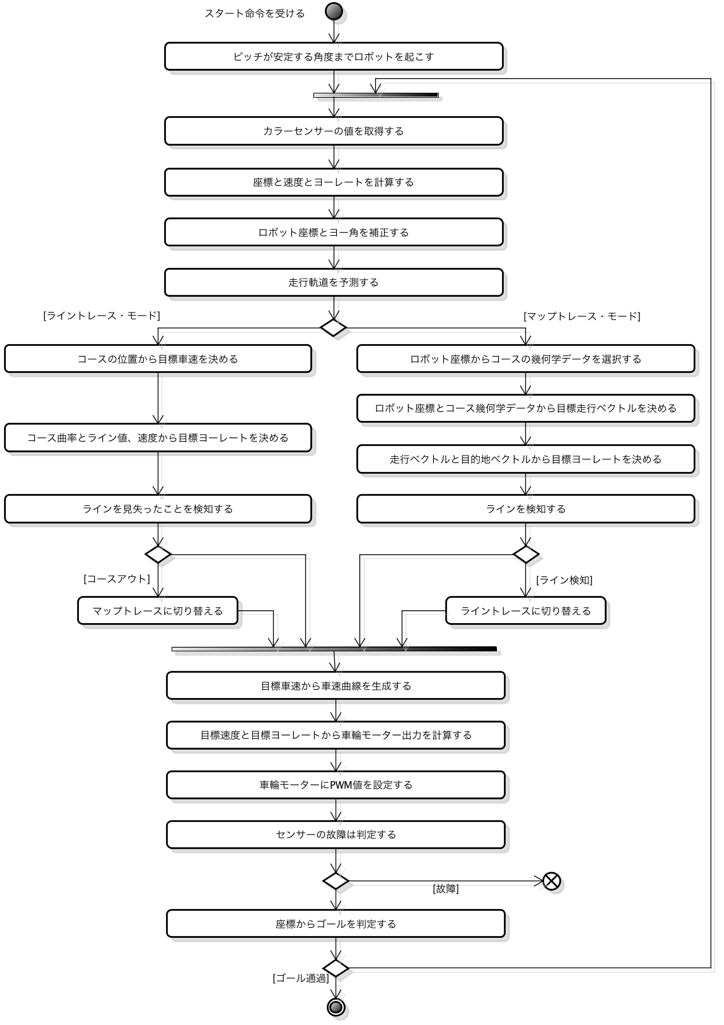 スタート命令を受ける
ピッチが安定する角度までロボットを起こす
カラーセンサーの値を取得する
座標と速度とヨーレートを計算する
ロボット座標とヨー角を補正する
走行軌道を予測する
[ライントレース・モード]
[マップトレース・モード]
コースの位置から目標車速を決める
ロボット座標からコースの幾何学データを選択する
ロボット座標とコース幾何学データから目標走行ベクトルを決める
コース曲率とライン値、速度から目標ヨーレートを決める
走行ベクトルと目的地ベクトルから目標ヨーレートを決める
ラインを見失ったことを検知する
ラインを検知する
[コースアウト]
[ライン検知]
マップトレースに切り替える
ライントレースに切り替える
目標車速から車速曲線を生成する
目標速度と目標ヨーレートから車輪モーター出力を計算する
車輪モーターにPWM値を設定する
センサーの故障は判定する
[故障]
座標からゴールを判定する
[ゴール通過]